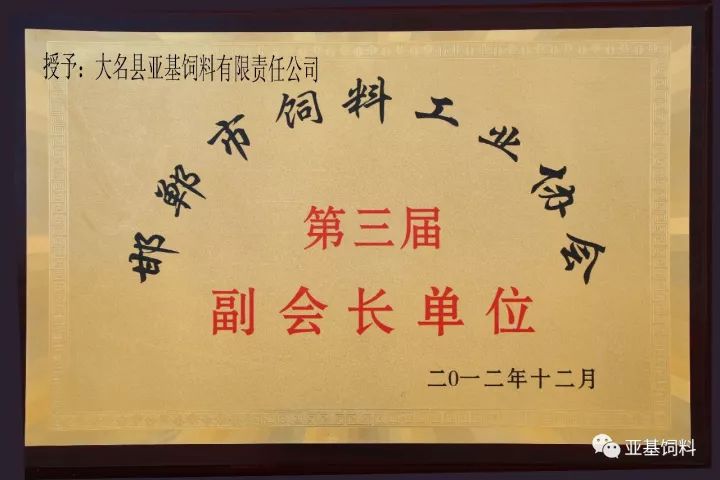 授予：大名县亚基饲料有限责任公司
邯郸市饲料工业协会
第三届
副会长单位
二0一二年十二月
亚基饲料